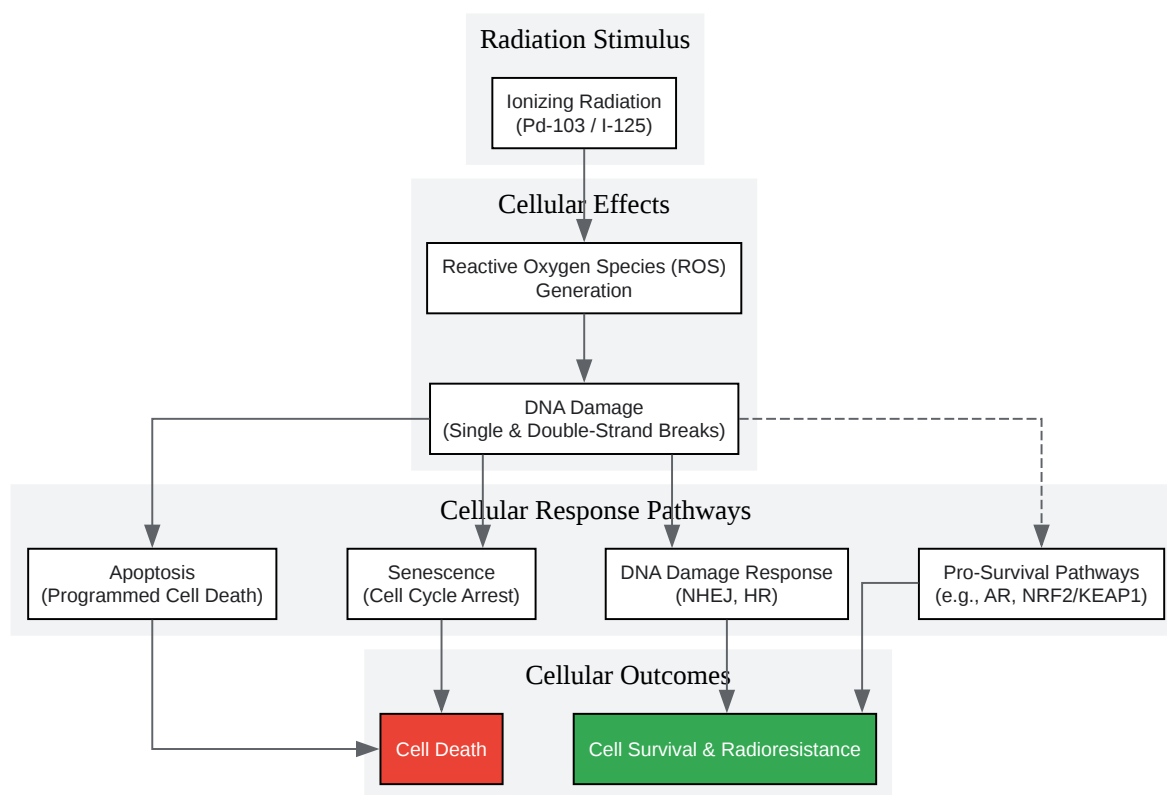 Radiation Stimulus
Ionizing Radiation
(Pd-103 / I-125)
Cellular Effects
Reactive Oxygen Species (ROS)
Generation
DNA Damage
(Single & Double-Strand Breaks)
Cellular Response Pathways
Apoptosis
(Programmed Cell Death)
Senescence
(Cell Cycle Arrest)
DNA Damage Response
(NHEJ, HR)
Pro-Survival Pathways
(e.g., AR, NRF2/KEAP1)
Cellular Outcomes
Cell Death
Cell Survival & Radioresistance